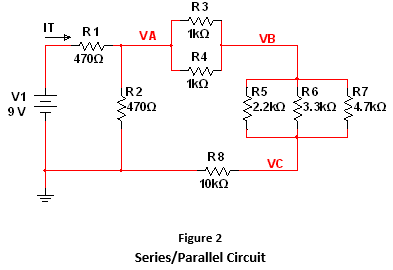 R3
IT
R1
VA
1kΩ
VB
470Ω
R4
1kΩ
V1
9 V
R2
470Ω
R5
2.2kΩ
R6
3.3kΩ
R7
4.7kΩ
R8
VC
10kΩ
Figure 2
Series/Parallel Circuit